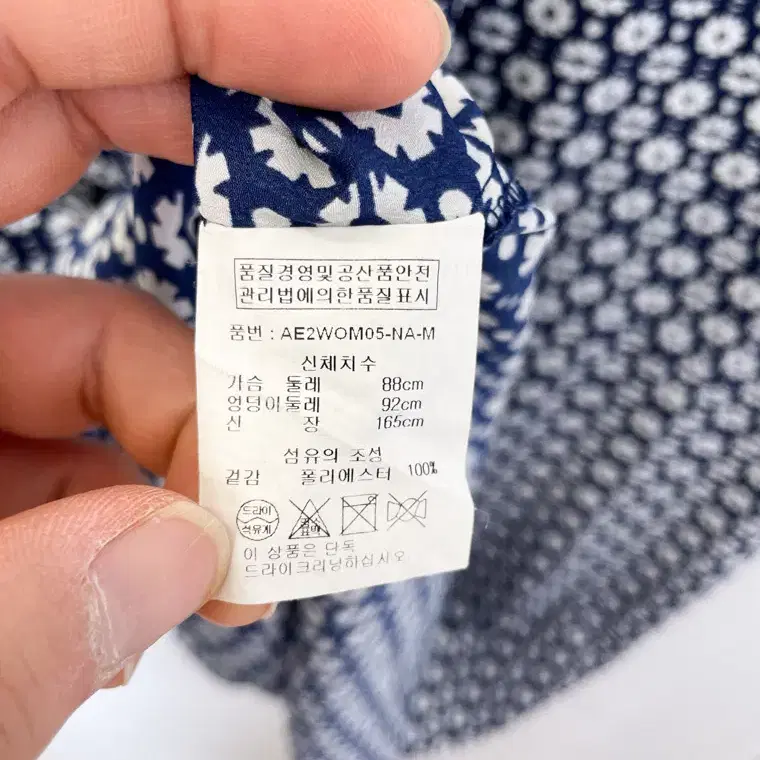 품질경영및공산품안전
관리법에의한품질표시
품번 : AE2WOM05-NA-M
신체치수
가슴 둘레 88cm
엉덩이둘레 92cm
신 장 165cm
섬유의 조성
겉감 폴리에스터 100%
드라이
석유계
이 상품은 단독
드라이크리닝하십시오